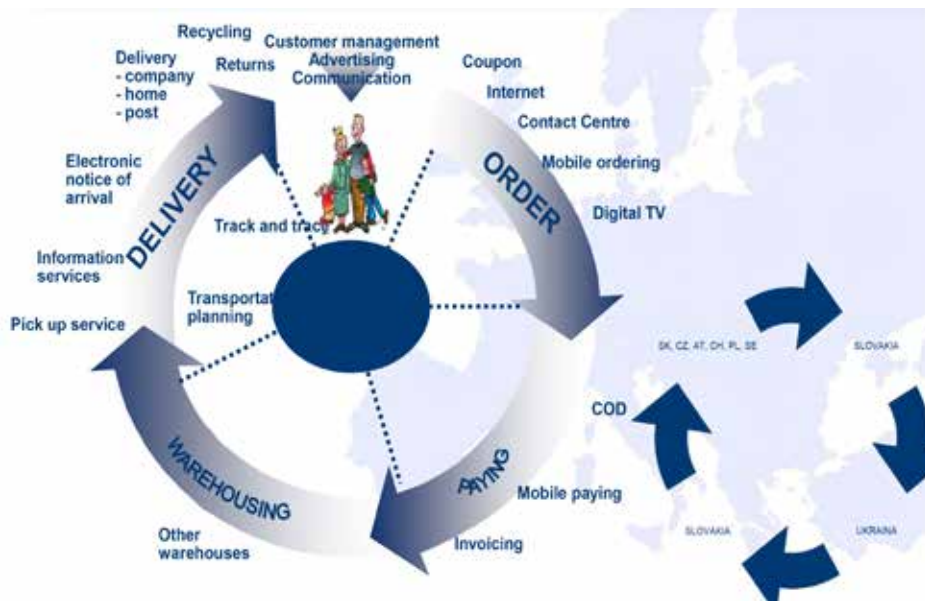 Recycling
Customer management
Advertising
Communication
Delivery
- company
- home
- post
Returns
Coupon
Internet
Contact Centre
Mobile ordering
Digital TV
ORDER
DELIVERY
Electronic
notice of
arrival
Track and trace
Information
services
Transportat
planning
Pick up service
SK, CZ, AT, CH, PL, SE
SLOVAKIA
COD
PAYING
WAREHOUSING
Mobile paying
Other
warehouses
Invoicing
SLOVAKIA
UKRAINA